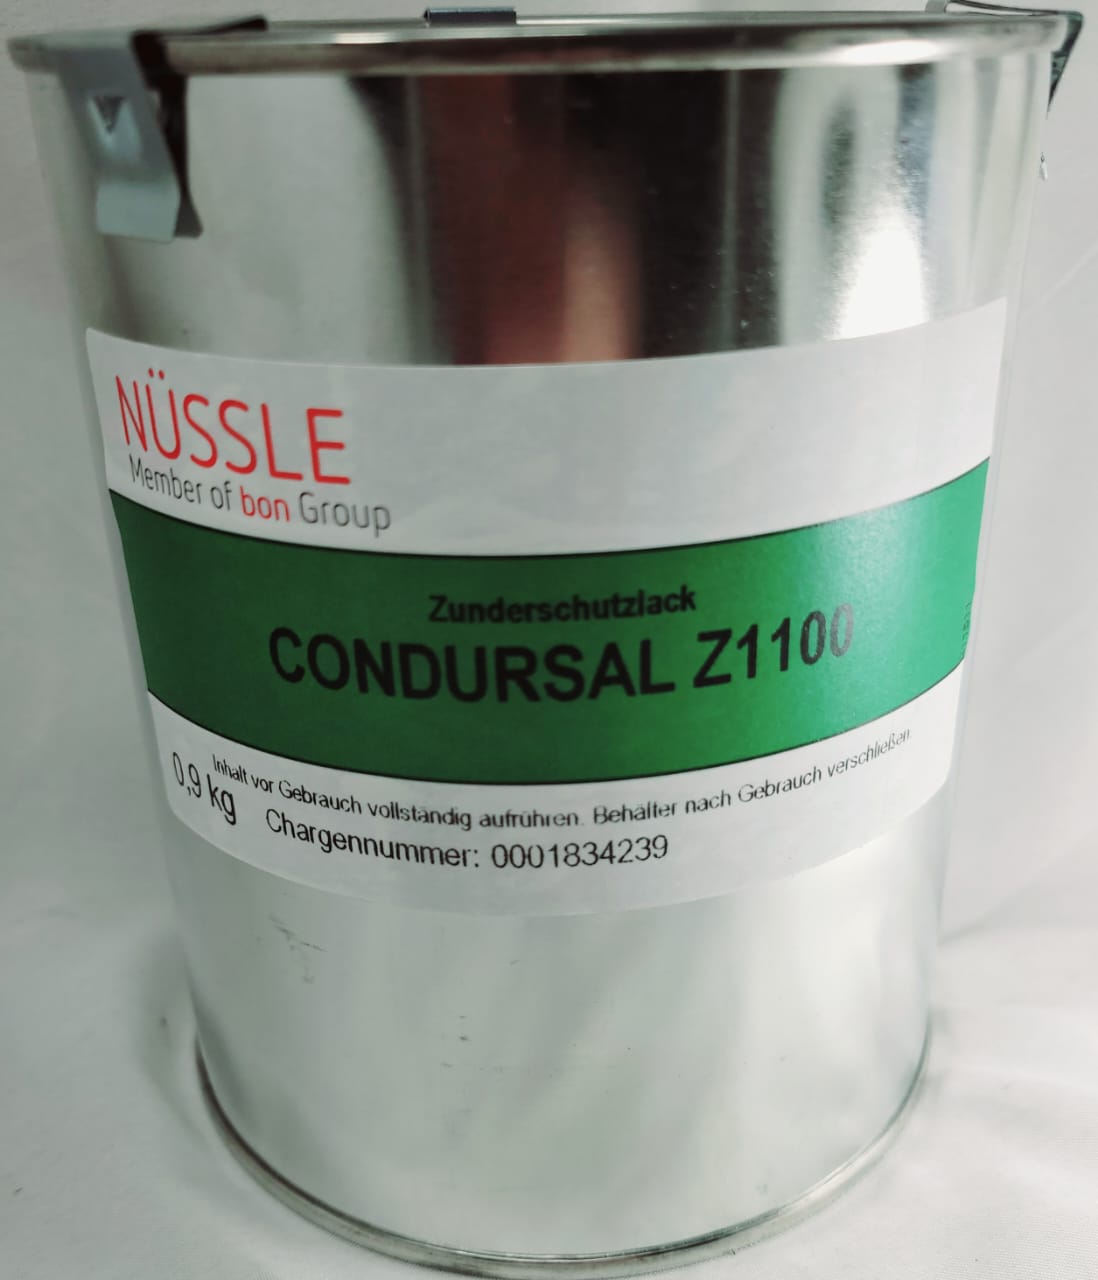 NÜSSLE
Member of bon Group
Zunderschutzlack
CONDURSAL Z1100
Inhalt vor Gebrauch vollständig aufrühren. Behälter nach Gebrauch verschließen.
0,9 kg
Chargennummer: 0001834239